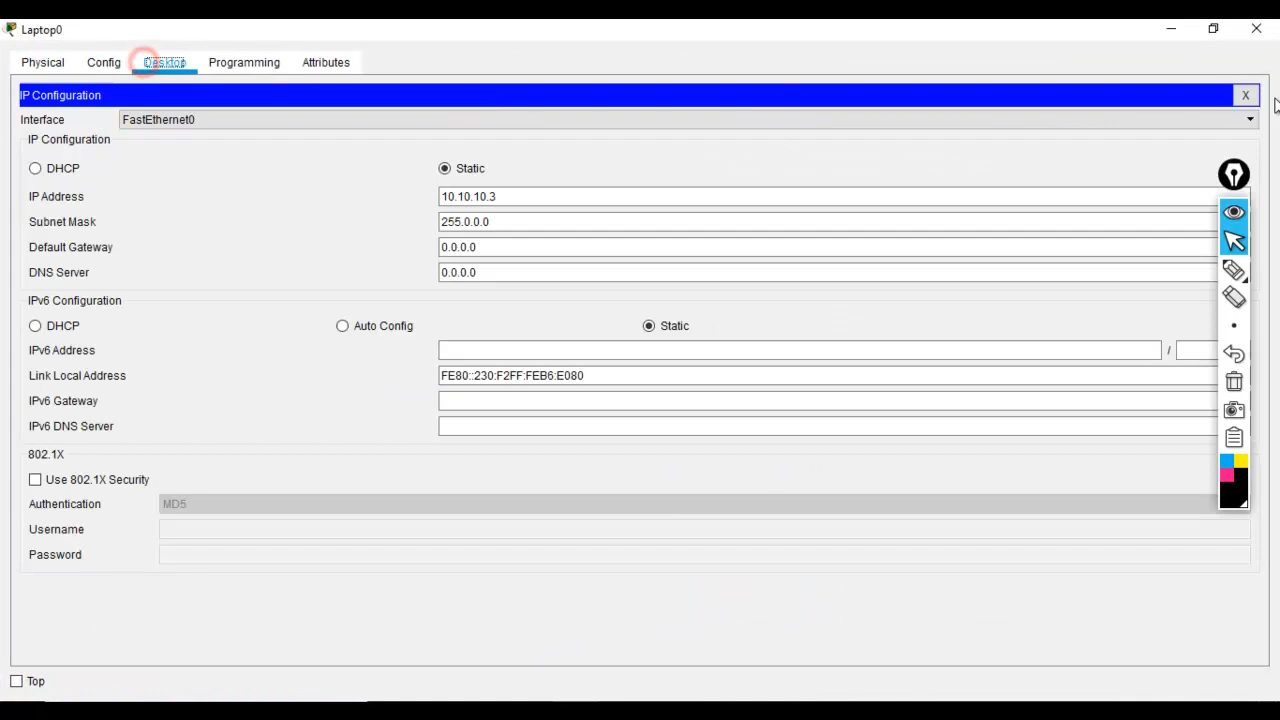 Laptop0
Physical Config Desktop Programming Attributes
IP Configuration X
Interface FastEthernet0
IP Configuration
DHCP Static
IP Address 10.10.10.3
Subnet Mask 255.0.0.0
Default Gateway 0.0.0.0
DNS Server 0.0.0.0
IPv6 Configuration
DHCP Auto Config Static
IPv6 Address /
Link Local Address FE80::230:F2FF:FEB6:E080
IPv6 Gateway
IPv6 DNS Server
802.1X
Use 802.1X Security
Authentication MD5
Username
Password
Top